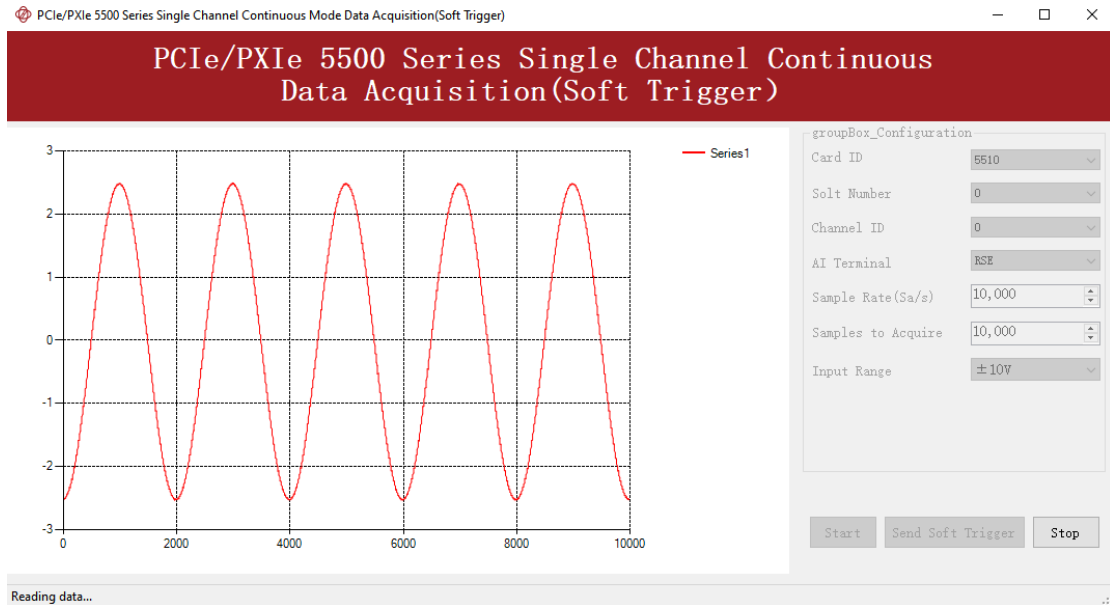 PCIe/PXIe 5500 Series Single Channel Continuous Mode Data Acquisition(Soft Trigger)
PCIe/PXIe 5500 Series Single Channel Continuous
Data Acquisition(Soft Trigger)
3
2
1
0
-1
-2
-3
0
2000
4000
6000
8000
10000
Series1
groupBox_Configuration
Card ID
5510
Solt Number
0
Channel ID
0
AI Terminal
RSE
Sample Rate(Sa/s)
10,000
Samples to Acquire
10,000
Input Range
±10V
Start
Send Soft Trigger
Stop
Reading data...